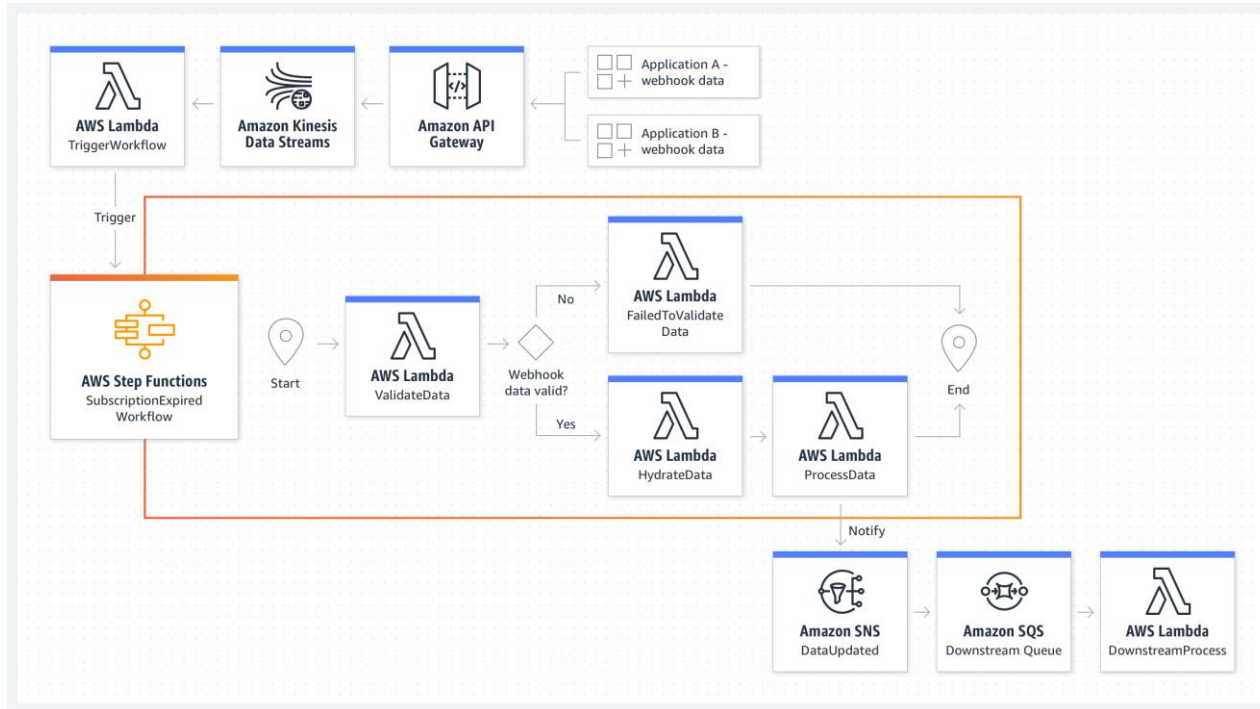 AWS Lambda
TriggerWorkflow
Amazon Kinesis
Data Streams
Amazon API
Gateway
Application A -
webhook data
Application B -
webhook data
Trigger
AWS Step Functions
SubscriptionExpired
Workflow
Start
AWS Lambda
ValidateData
Webhook
data valid?
No
AWS Lambda
FailedToValidate
Data
Yes
AWS Lambda
HydrateData
AWS Lambda
ProcessData
End
Notify
Amazon SNS
DataUpdated
Amazon SQS
Downstream Queue
AWS Lambda
DownstreamProcess